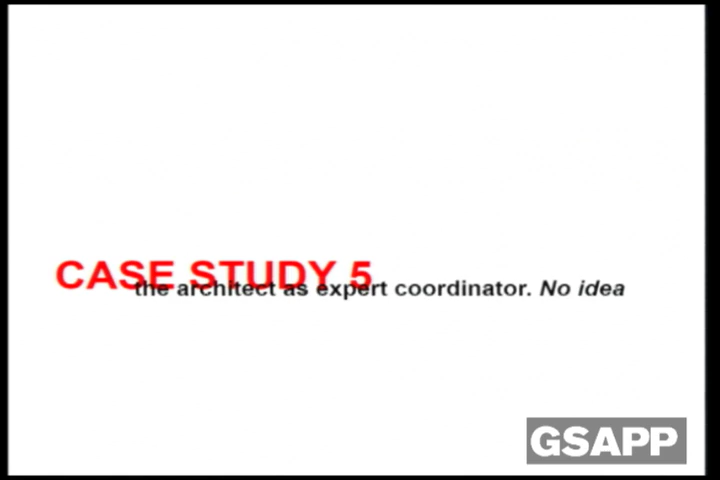 CASE STUDY 5
the architect as expert coordinator. No idea
GSAPP